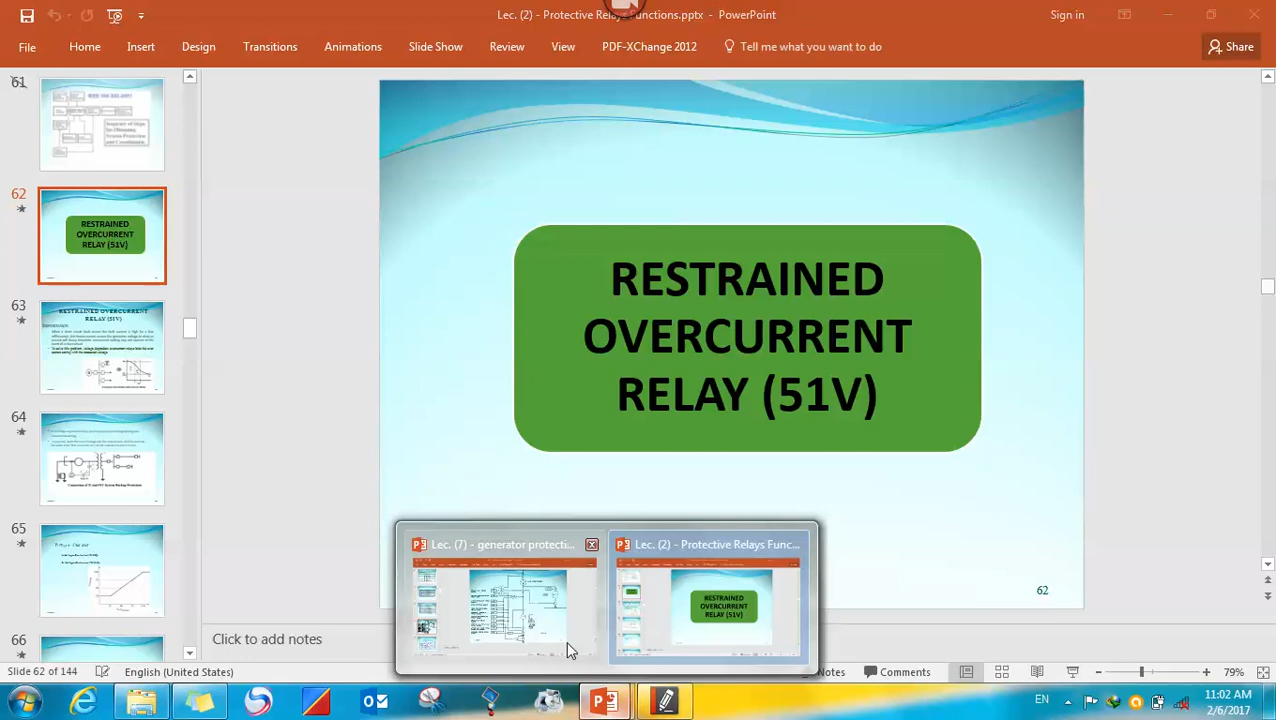 Lec. (2) - Protective Relays Functions.pptx - PowerPoint
Sign in
File
Home
Insert
Design
Transitions
Animations
Slide Show
Review
View
PDF-XChange 2012
Tell me what you want to do
Share
61
62
RESTRAINED
OVERCURRENT
RELAY (51V)
63
RESTRAINED OVERCURRENT
RELAY (51V)
64
65
66
RESTRAINED
OVERCURRENT
RELAY (51V)
62
Lec. (7) - generator protecti...
Lec. (2) - Protective Relays Func...
RESTRAINED
OVERCURRENT
RELAY (51V)
Click to add notes
Slide 62 of 144
English (United States)
Notes
Comments
79%
EN
11:02 AM
2/6/2017